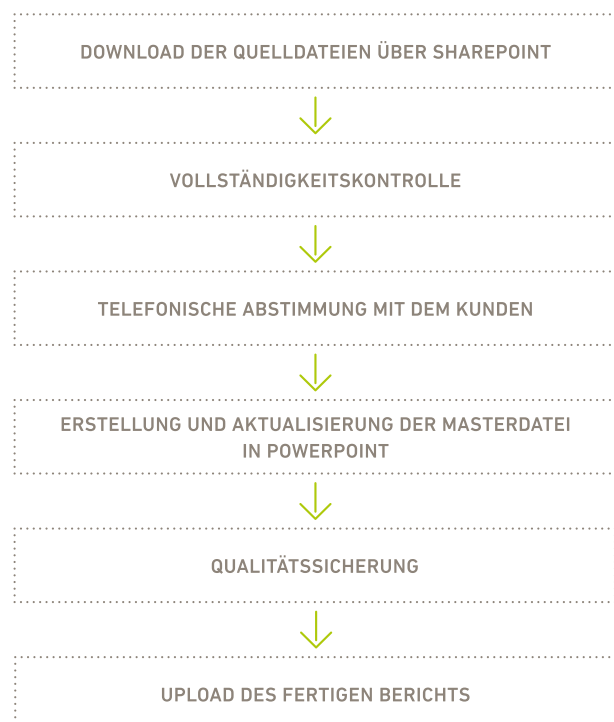 DOWNLOAD DER QUELLDATEIEN ÜBER SHAREPOINT
VOLLSTÄNDIGKEITSKONTROLLE
TELEFONISCHE ABSTIMMUNG MIT DEM KUNDEN
ERSTELLUNG UND AKTUALISIERUNG DER MASTERDATEI
IN POWERPOINT
QUALITÄTSSICHERUNG
UPLOAD DES FERTIGEN BERICHTS